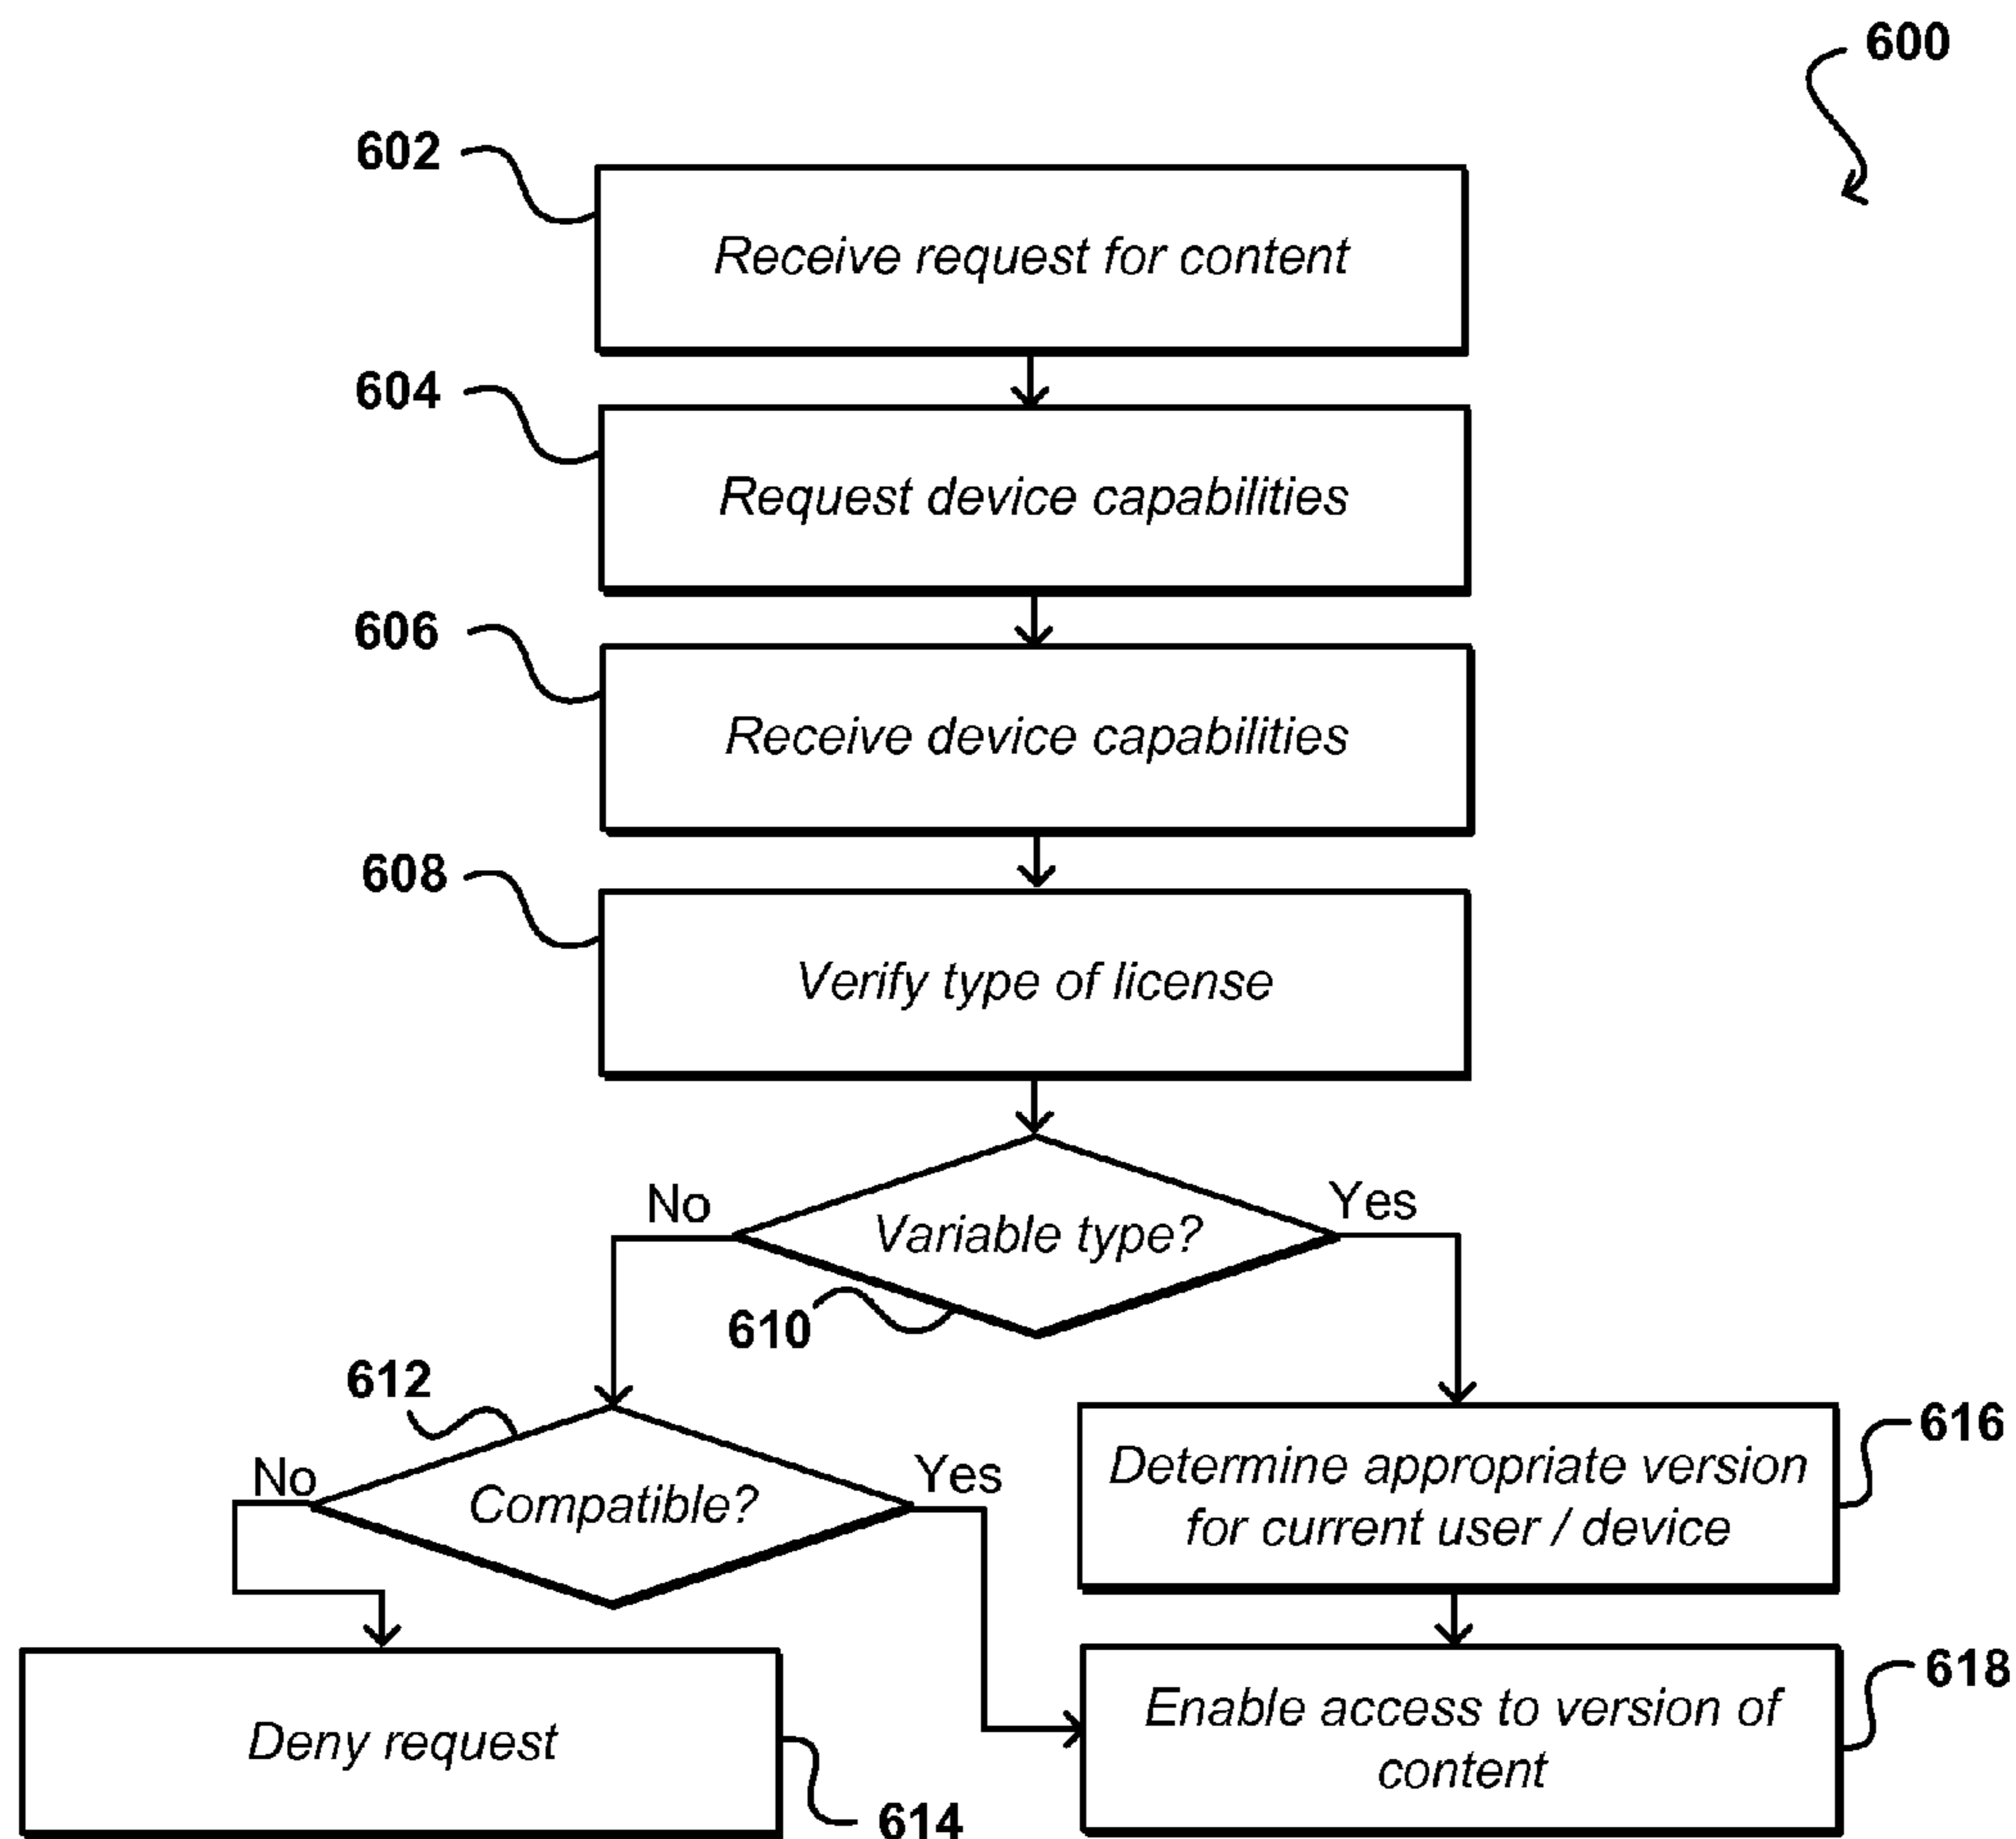 600
602
Receive request for content
604
Request device capabilities
606
Receive device capabilities
608
Verify type of license
No
Yes
Variable type?
610
612
No
Yes
Compatible?
616
Determine appropriate version
for current user / device
618
Enable access to version of
content
Deny request
614